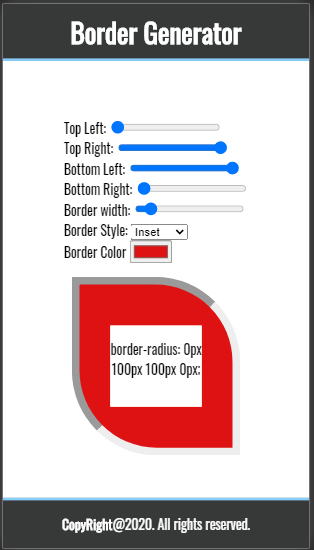 Border Generator
Top Left:
Top Right:
Bottom Left:
Bottom Right:
Border width:
Border Style: Inset
Border Color
border-radius: 0px
100px 100px 0px;
CopyRight@2020. All rights reserved.